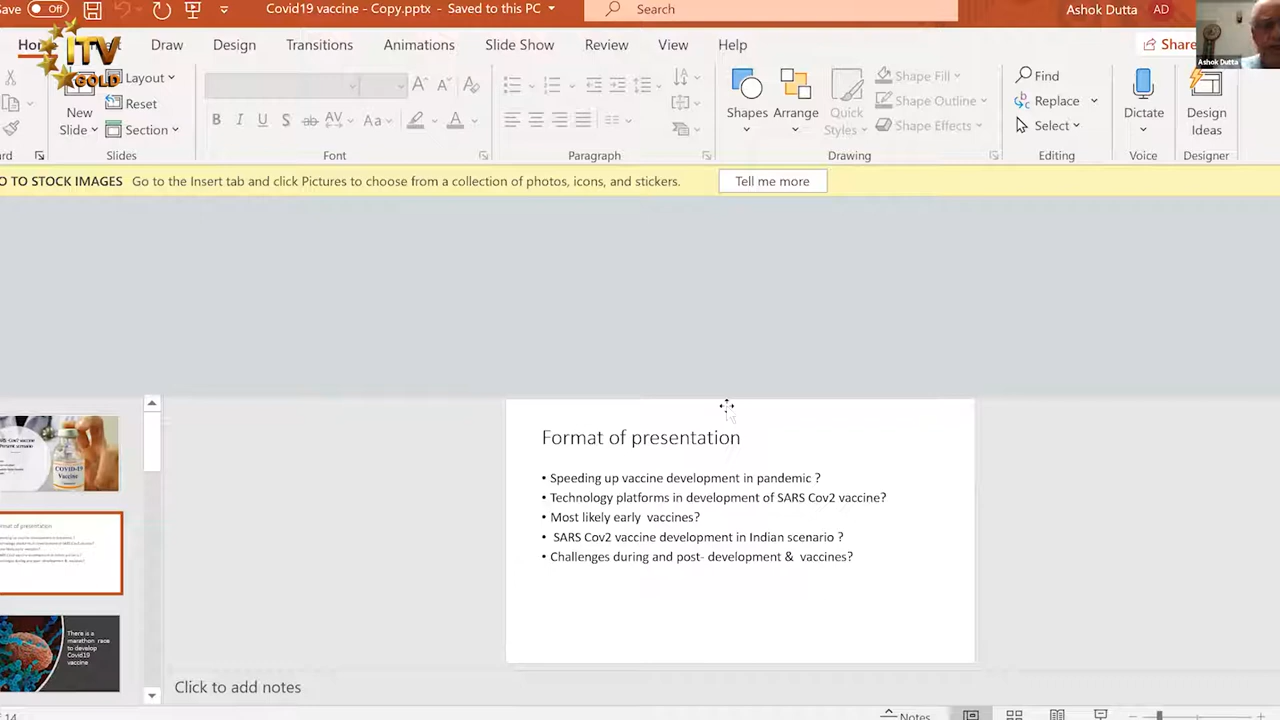 ave Off Covid19 vaccine - Copy.pptx - Saved to this PC Search Ashok Dutta AD
Ashok Dutta
ITV
GOLD
Draw Design Transitions Animations Slide Show Review View Help Share
New
Slide
Layout
Reset
Section
Shapes
Arrange
Quick
Styles
Shape Fill
Shape Outline
Shape Effects
Find
Replace
Select
Dictate
Design
Ideas
rd Slides Font Paragraph Drawing Editing Voice Designer
O TO STOCK IMAGES Go to the Insert tab and click Pictures to choose from a collection of photos, icons, and stickers. Tell me more
COVID-19
Vaccine
There is a
marathon race
to develop
Covid19
vaccine
Format of presentation
• Speeding up vaccine development in pandemic ?
• Technology platforms in development of SARS Cov2 vaccine?
• Most likely early vaccines?
• SARS Cov2 vaccine development in Indian scenario ?
• Challenges during and post- development & vaccines?
Click to add notes
14
Notes